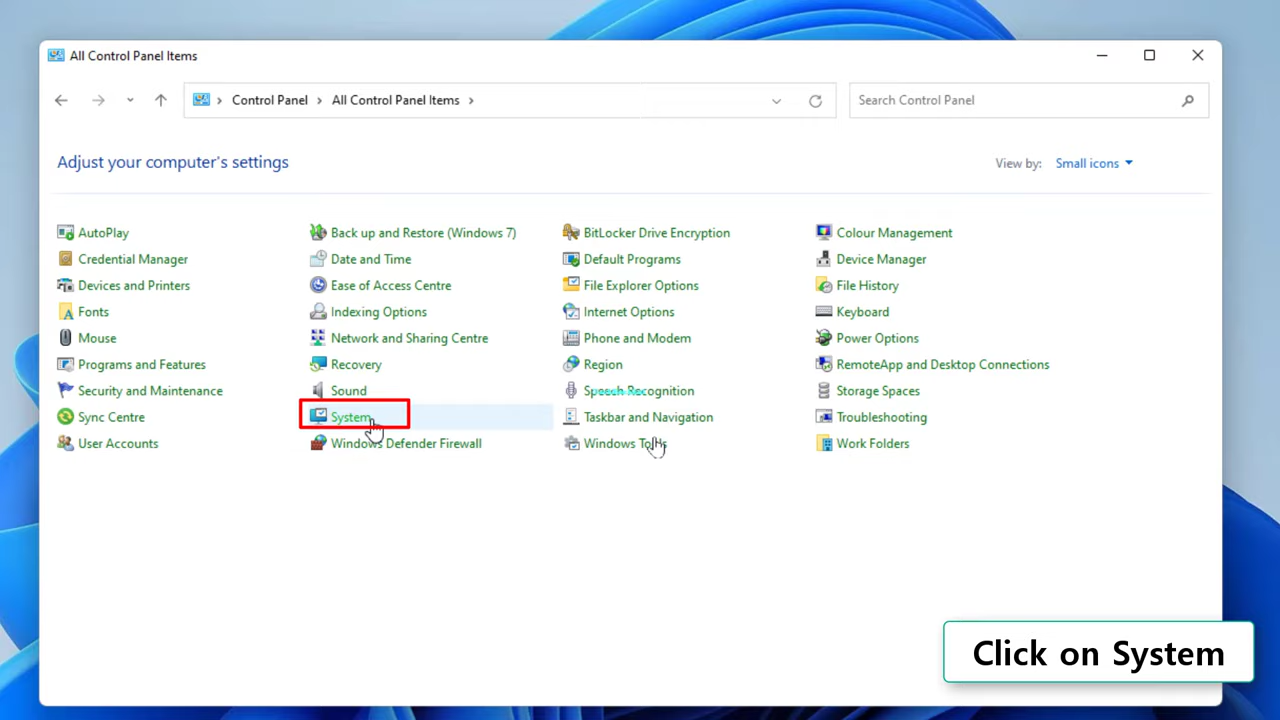 All Control Panel Items
Control Panel > All Control Panel Items >
Search Control Panel
Adjust your computer's settings
View by: Small icons
AutoPlay
Back up and Restore (Windows 7)
BitLocker Drive Encryption
Colour Management
Credential Manager
Date and Time
Default Programs
Device Manager
Devices and Printers
Ease of Access Centre
File Explorer Options
File History
Fonts
Indexing Options
Internet Options
Keyboard
Mouse
Network and Sharing Centre
Phone and Modem
Power Options
Programs and Features
Recovery
Region
RemoteApp and Desktop Connections
Security and Maintenance
Sound
Speech Recognition
Storage Spaces
Sync Centre
System
Taskbar and Navigation
Troubleshooting
User Accounts
Windows Defender Firewall
Windows Tools
Work Folders
Click on System